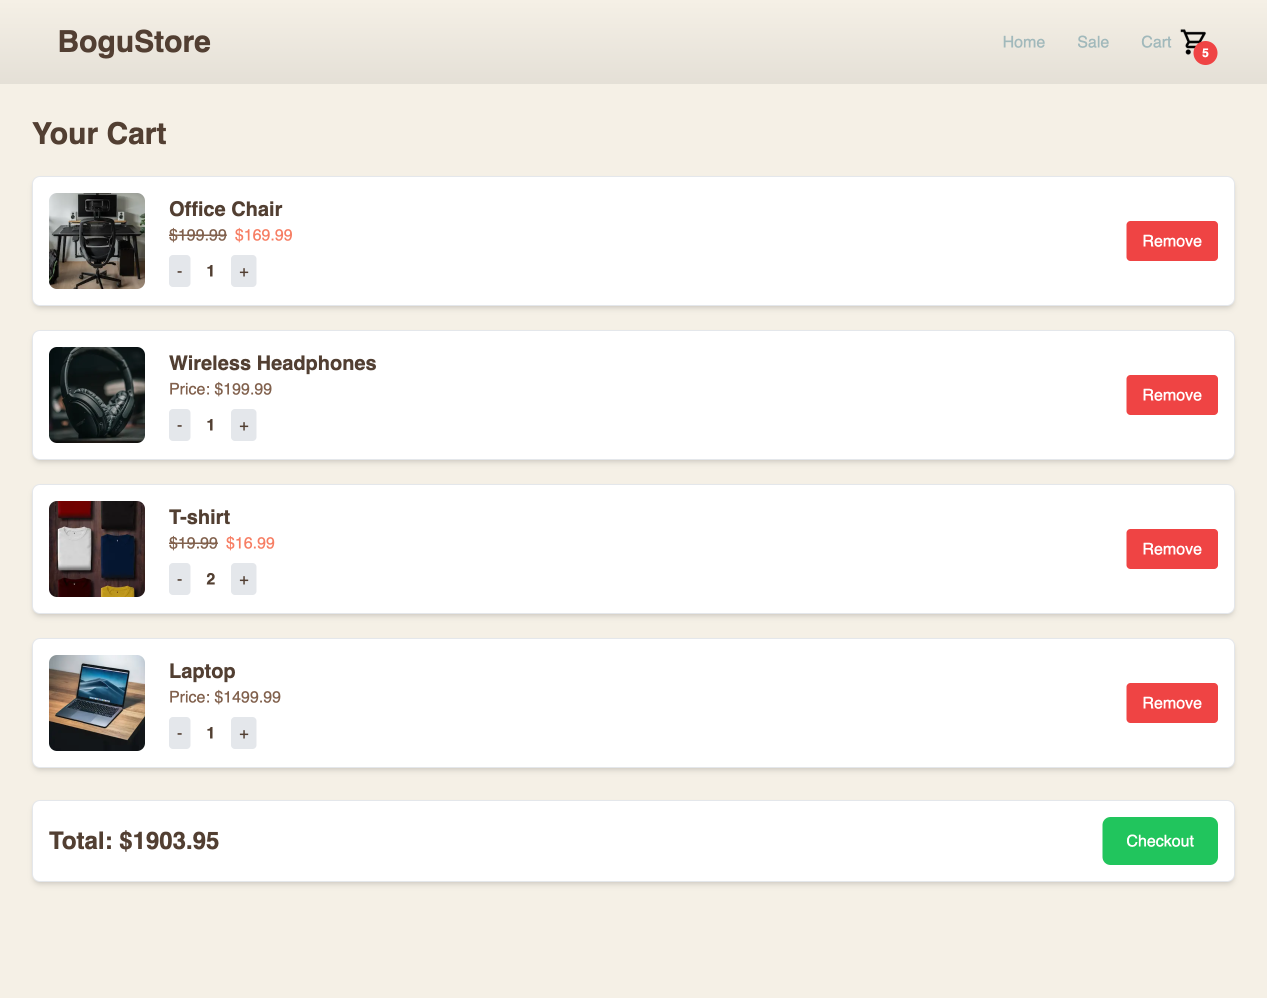 BoguStore
Home Sale Cart 5
Your Cart
Office Chair
$199.99 $169.99
- 1 +
Remove
Wireless Headphones
Price: $199.99
- 1 +
Remove
T-shirt
$19.99 $16.99
- 2 +
Remove
Laptop
Price: $1499.99
- 1 +
Remove
Total: $1903.95
Checkout